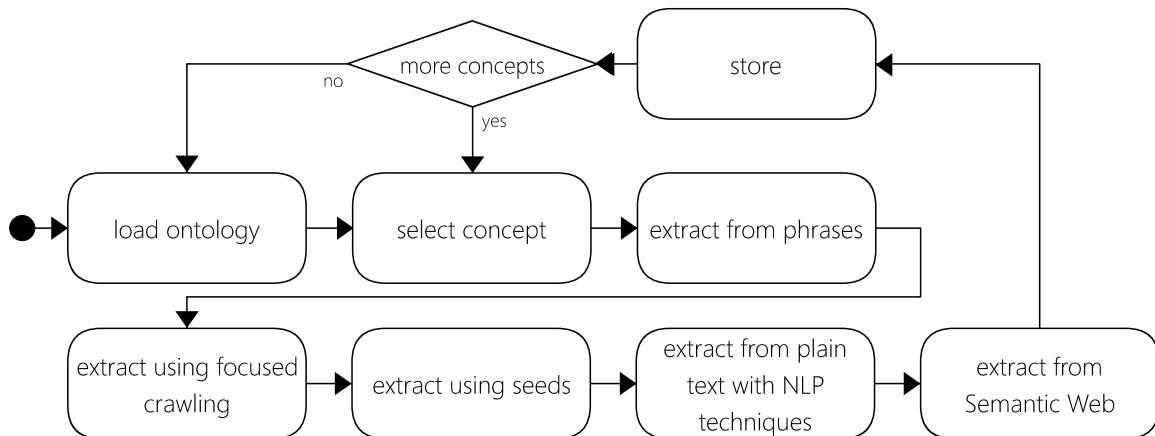 more concepts
store
no
yes
load ontology
select concept
extract from phrases
extract using focused
crawling
extract using seeds
extract from plain
text with NLP
techniques
extract from
Semantic Web